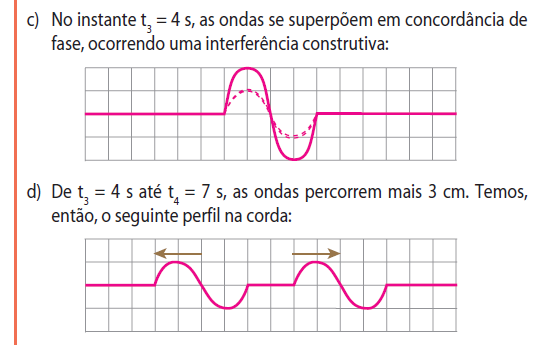 c) No instante t₃ = 4 s, as ondas se superpõem em concordância de
fase, ocorrendo uma interferência construtiva:
d) De t₃ = 4 s até t₄ = 7 s, as ondas percorrem mais 3 cm. Temos,
então, o seguinte perfil na corda: